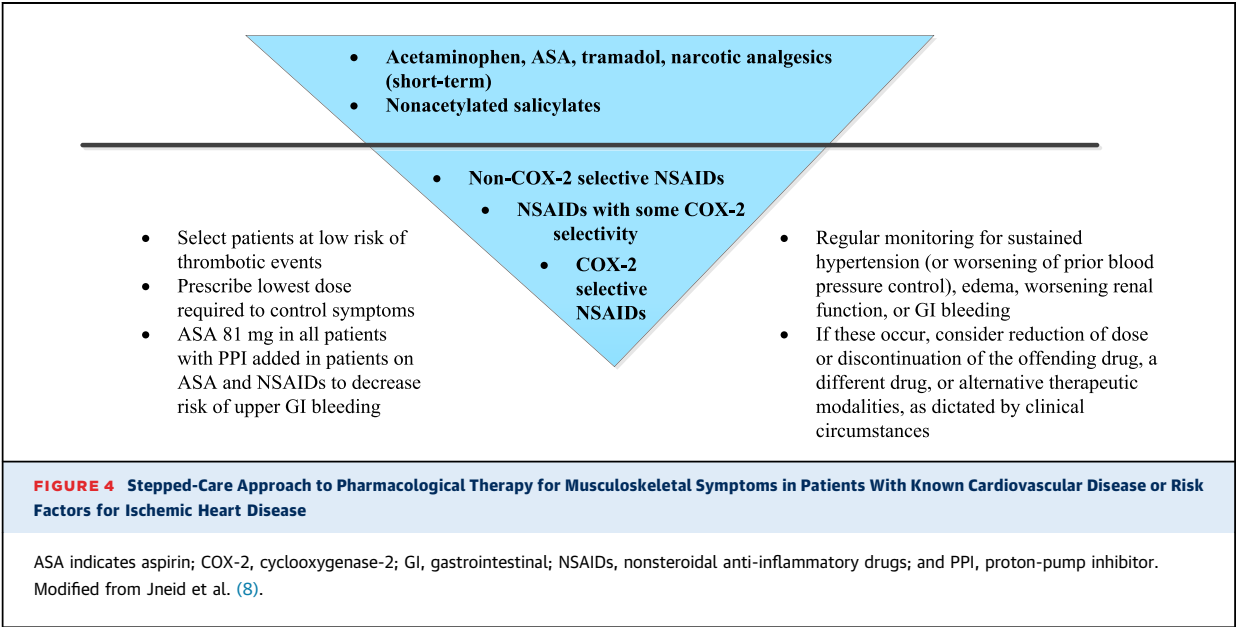 • Acetaminophen, ASA, tramadol, narcotic analgesics
(short-term)
• Nonacetylated salicylates
• Non-COX-2 selective NSAIDs
• NSAIDs with some COX-2
selectivity
• COX-2
selective
NSAIDs
• Select patients at low risk of
thrombotic events
• Prescribe lowest dose
required to control symptoms
• ASA 81 mg in all patients
with PPI added in patients on
ASA and NSAIDs to decrease
risk of upper GI bleeding
• Regular monitoring for sustained
hypertension (or worsening of prior blood
pressure control), edema, worsening renal
function, or GI bleeding
• If these occur, consider reduction of dose
or discontinuation of the offending drug, a
different drug, or alternative therapeutic
modalities, as dictated by clinical
circumstances
FIGURE 4 Stepped-Care Approach to Pharmacological Therapy for Musculoskeletal Symptoms in Patients With Known Cardiovascular Disease or Risk
Factors for Ischemic Heart Disease
ASA indicates aspirin; COX-2, cyclooxygenase-2; GI, gastrointestinal; NSAIDs, nonsteroidal anti-inflammatory drugs; and PPI, proton-pump inhibitor.
Modified from Jneid et al. (8).